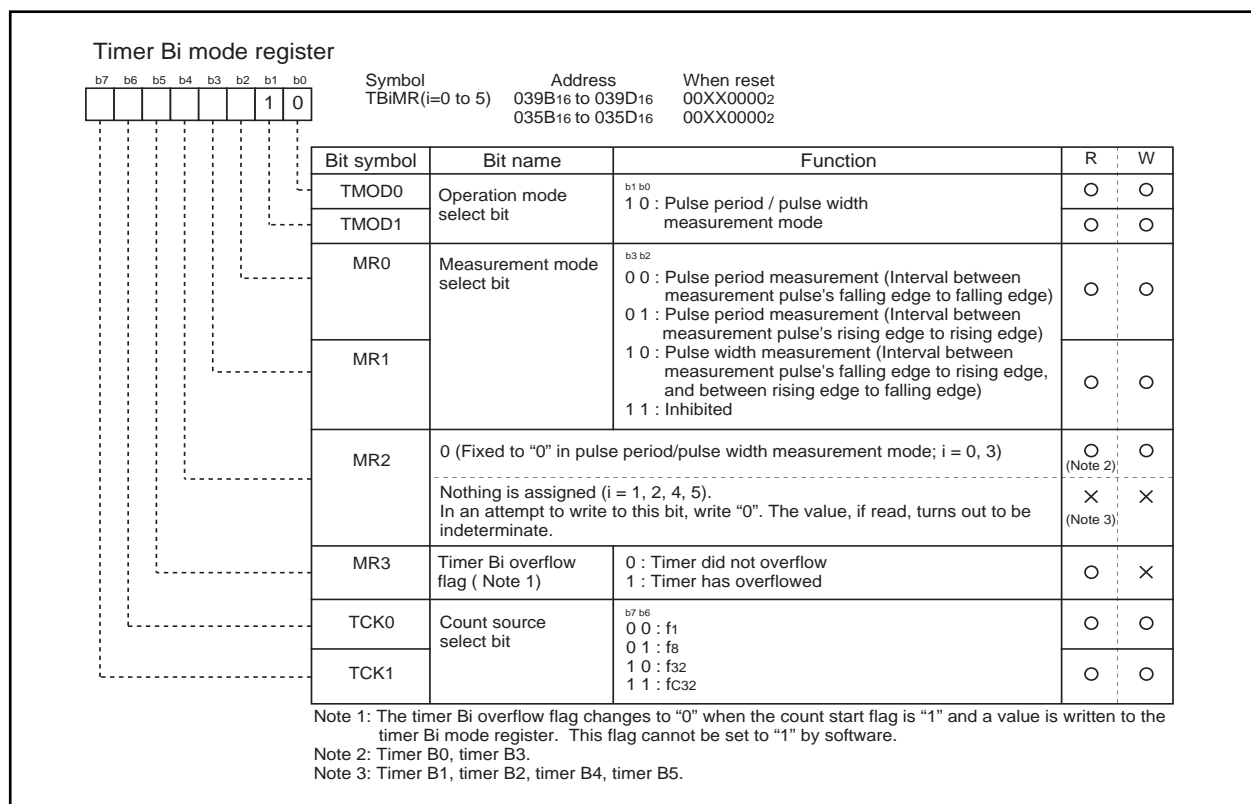 Timer Bi mode register
b7 b6 b5 b4 b3 b2 b1 b0
1 0
Symbol Address When reset
TBiMR(i=0 to 5) 039B16 to 039D16 00XX00002
035B16 to 035D16 00XX00002
Bit symbol Bit name Function R W
TMOD0
TMOD1
Operation mode
select bit
b1 b0
1 0 : Pulse period / pulse width
measurement mode
MR0
MR1
Measurement mode
select bit
b3 b2
0 0 : Pulse period measurement (Interval between
measurement pulse's falling edge to falling edge)
0 1 : Pulse period measurement (Interval between
measurement pulse's rising edge to rising edge)
1 0 : Pulse width measurement (Interval between
measurement pulse's falling edge to rising edge,
and between rising edge to falling edge)
1 1 : Inhibited
MR2
0 (Fixed to “0” in pulse period/pulse width measurement mode; i = 0, 3)
(Note 2)
Nothing is assigned (i = 1, 2, 4, 5).
In an attempt to write to this bit, write “0”. The value, if read, turns out to be
indeterminate.
(Note 3)
MR3
Timer Bi overflow
flag ( Note 1)
0 : Timer did not overflow
1 : Timer has overflowed
TCK0
TCK1
Count source
select bit
b7 b6
0 0 : f1
0 1 : f8
1 0 : f32
1 1 : fC32
Note 1: The timer Bi overflow flag changes to “0” when the count start flag is “1” and a value is written to the
timer Bi mode register. This flag cannot be set to “1” by software.
Note 2: Timer B0, timer B3.
Note 3: Timer B1, timer B2, timer B4, timer B5.